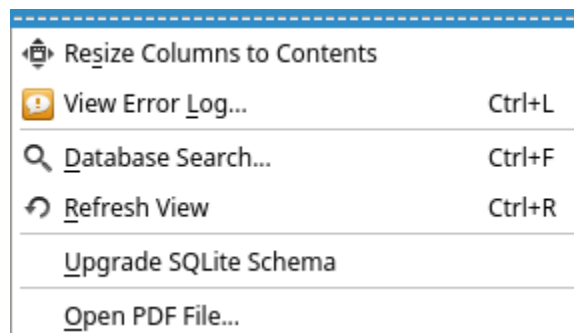 Resize Columns to Contents
View Error Log... Ctrl+L
Database Search... Ctrl+F
Refresh View Ctrl+R
Upgrade SQLite Schema
Open PDF File...